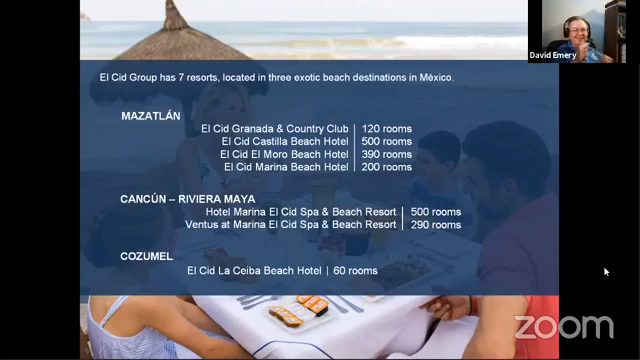 David Emery
El Cid Group has 7 resorts, located in three exotic beach destinations in México.
MAZATLÁN
El Cid Granada & Country Club | 120 rooms
El Cid Castilla Beach Hotel | 500 rooms
El Cid El Moro Beach Hotel | 390 rooms
El Cid Marina Beach Hotel | 200 rooms
CANCÚN – RIVIERA MAYA
Hotel Marina El Cid Spa & Beach Resort | 500 rooms
Ventus at Marina El Cid Spa & Beach Resort | 290 rooms
COZUMEL
El Cid La Ceiba Beach Hotel | 60 rooms
zoom